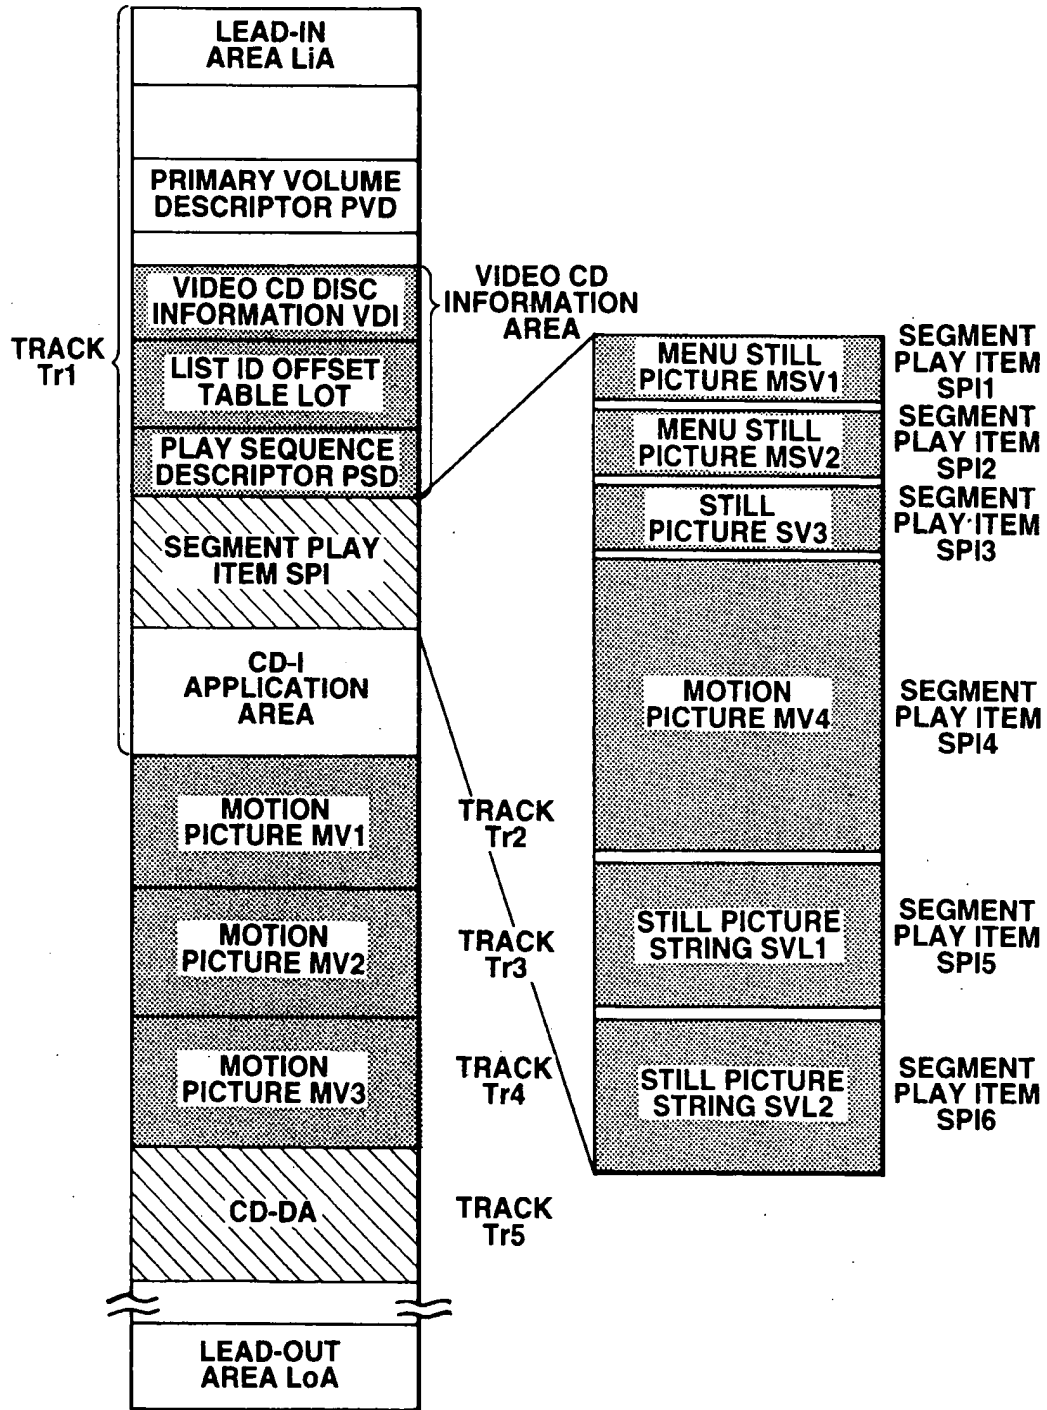 LEAD-IN
AREA LiA
PRIMARY VOLUME
DESCRIPTOR PVD
VIDEO CD DISC
INFORMATION VDI
LIST ID OFFSET
TABLE LOT
PLAY SEQUENCE
DESCRIPTOR PSD
SEGMENT PLAY
ITEM SPI
CD-I
APPLICATION
AREA
MOTION
PICTURE MV1
MOTION
PICTURE MV2
MOTION
PICTURE MV3
CD-DA
LEAD-OUT
AREA LoA
TRACK
Tr1
VIDEO CD
INFORMATION
AREA
TRACK
Tr2
TRACK
Tr3
TRACK
Tr4
TRACK
Tr5
MENU STILL
PICTURE MSV1
MENU STILL
PICTURE MSV2
STILL
PICTURE SV3
MOTION
PICTURE MV4
STILL PICTURE
STRING SVL1
STILL PICTURE
STRING SVL2
SEGMENT
PLAY ITEM
SPI1
SEGMENT
PLAY ITEM
SPI2
SEGMENT
PLAY ITEM
SPI3
SEGMENT
PLAY ITEM
SPI4
SEGMENT
PLAY ITEM
SPI5
SEGMENT
PLAY ITEM
SPI6